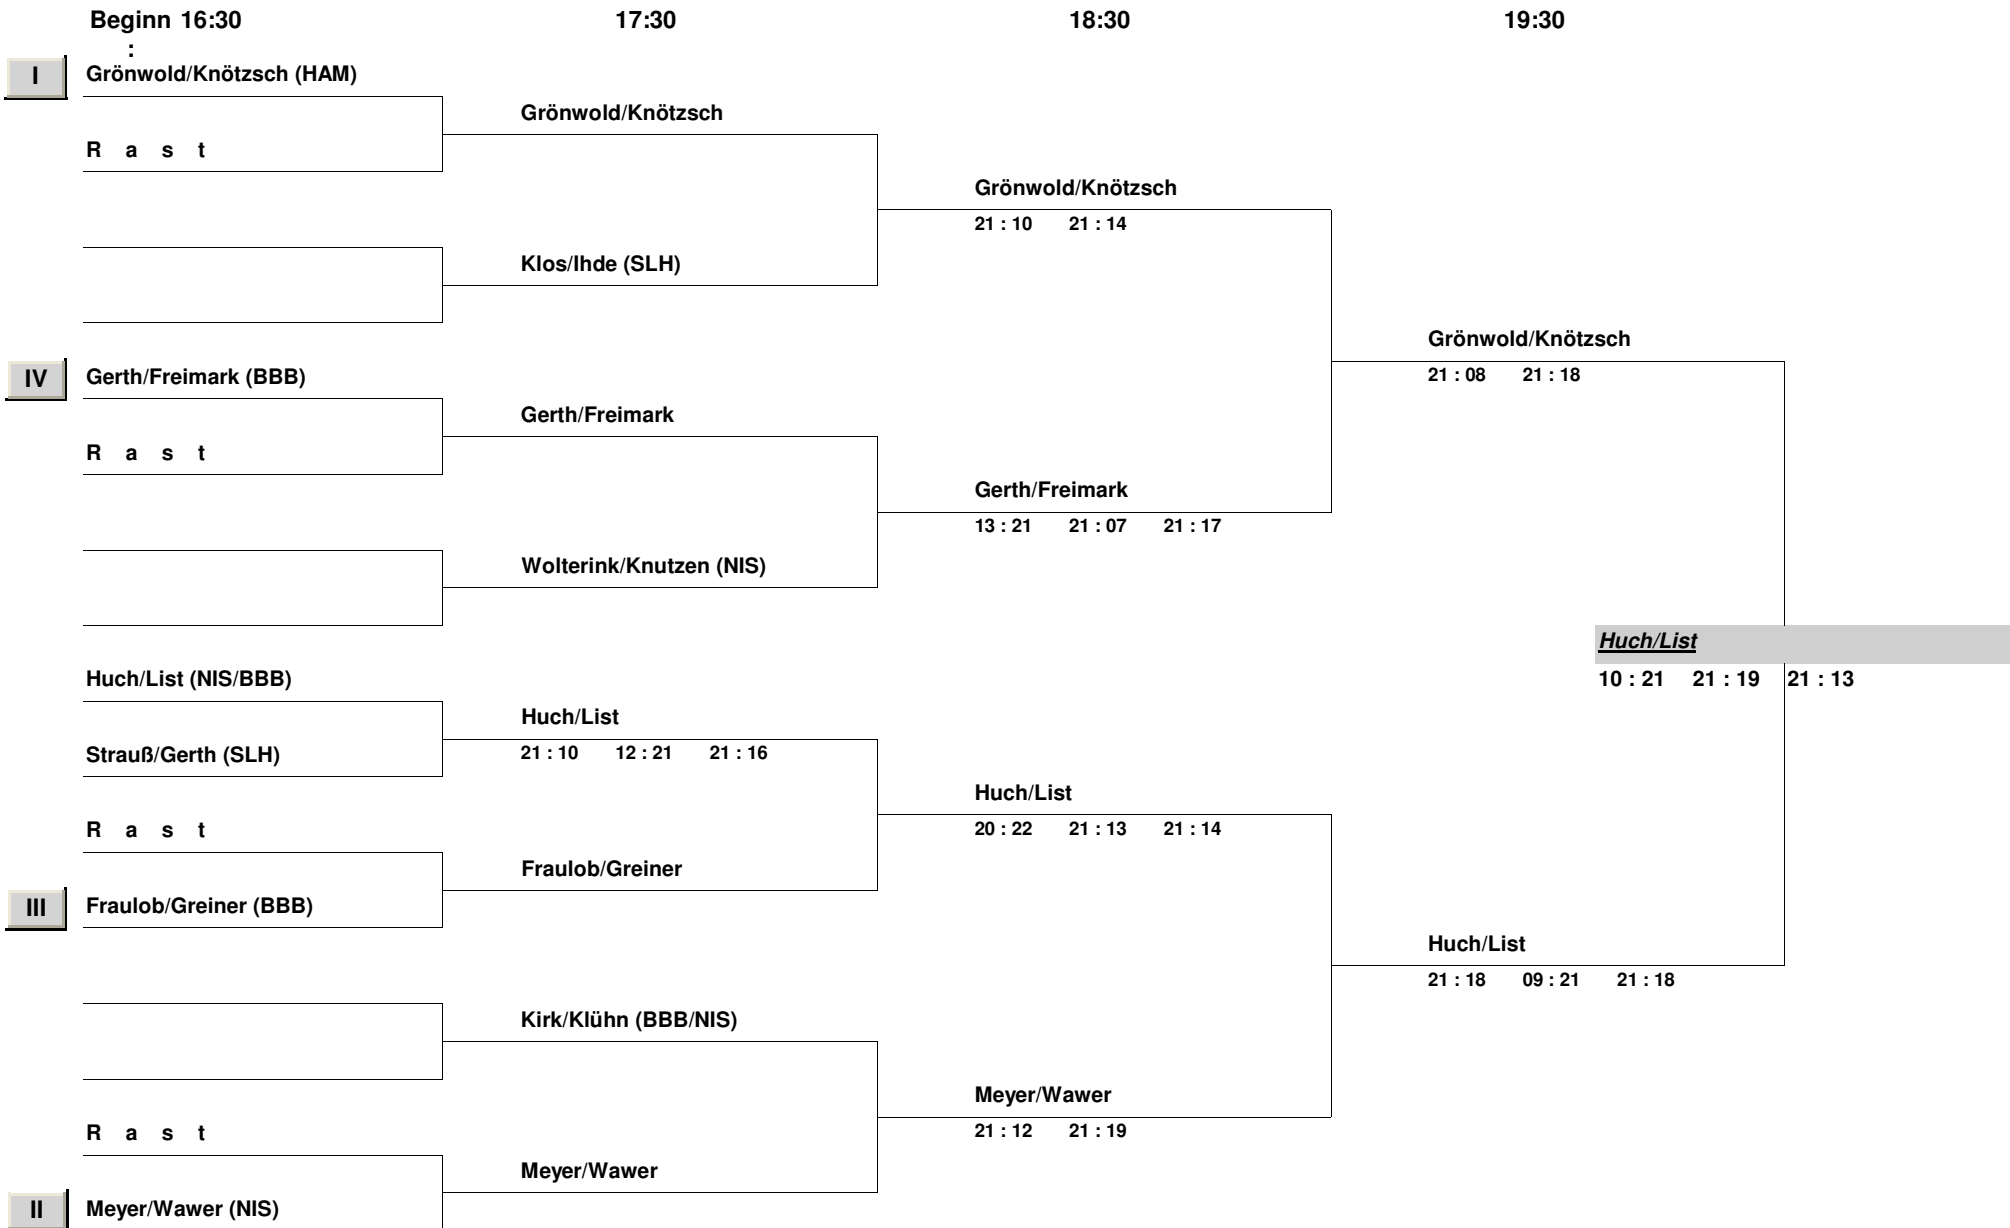 Beginn 16:30 17:30 18:30 19:30
:
I Grönwold/Knötzsch (HAM)
Grönwold/Knötzsch
R a s t
Grönwold/Knötzsch
21 : 10 21 : 14
Klos/Ihde (SLH)
Grönwold/Knötzsch
21 : 08 21 : 18
IV Gerth/Freimark (BBB)
Gerth/Freimark
R a s t
Gerth/Freimark
13 : 21 21 : 07 21 : 17
Wolterink/Knutzen (NIS)
Huch/List
10 : 21 21 : 19 21 : 13
Huch/List (NIS/BBB)
Huch/List
21 : 10 12 : 21 21 : 16
Strauß/Gerth (SLH)
Huch/List
20 : 22 21 : 13 21 : 14
R a s t
Fraulob/Greiner
III Fraulob/Greiner (BBB)
Huch/List
21 : 18 09 : 21 21 : 18
Kirk/Klühn (BBB/NIS)
Meyer/Wawer
21 : 12 21 : 19
R a s t
Meyer/Wawer
II Meyer/Wawer (NIS)